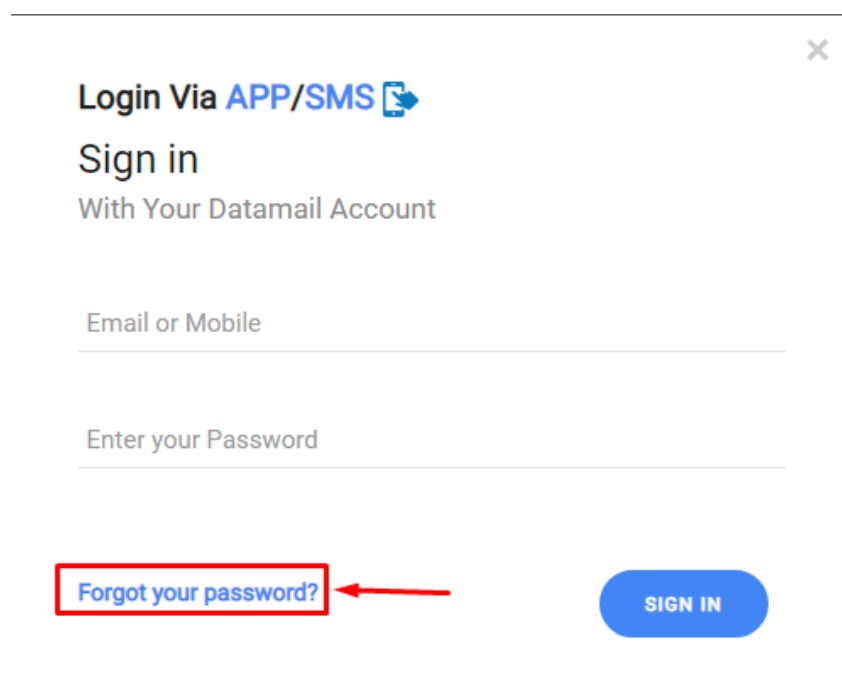 Login Via APP/SMS
Sign in
With Your Datamail Account
Email or Mobile
Enter your Password
Forgot your password?
SIGN IN